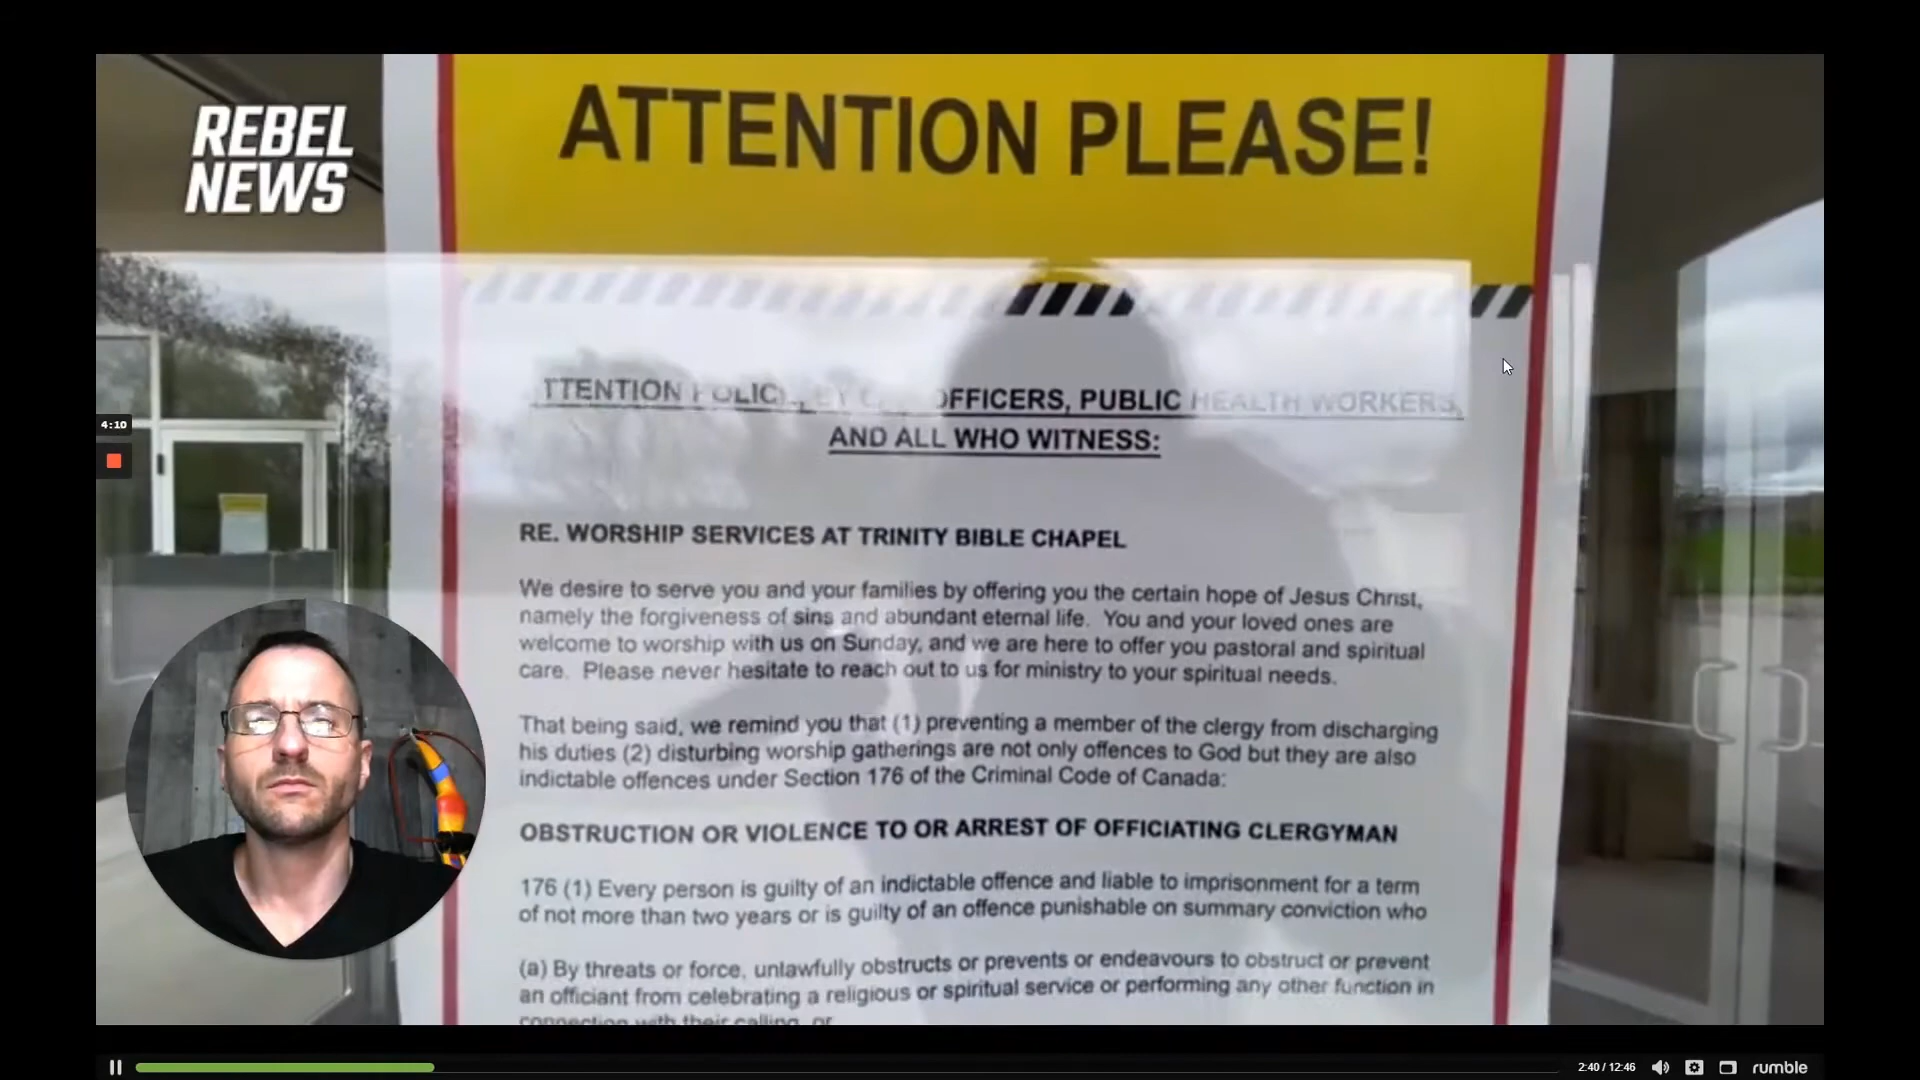 ATTENTION PLEASE!
REBEL
NEWS
TTENTION POLIC OFFICERS, PUBLIC HEALTH WORKERS,
AND ALL WHO WITNESS:
4:10
RE. WORSHIP SERVICES AT TRINITY BIBLE CHAPEL
We desire to serve you and your families by offering you the certain hope of Jesus Christ,
namely the forgiveness of sins and abundant eternal life. You and your loved ones are
welcome to worship with us on Sunday, and we are here to offer you pastoral and spiritual
care. Please never hesitate to reach out to us for ministry to your spiritual needs.
That being said, we remind you that (1) preventing a member of the clergy from discharging
his duties (2) disturbing worship gatherings are not only offences to God but they are also
indictable offences under Section 176 of the Criminal Code of Canada:
OBSTRUCTION OR VIOLENCE TO OR ARREST OF OFFICIATING CLERGYMAN
176 (1) Every person is guilty of an indictable offence and liable to imprisonment for a term
of not more than two years or is guilty of an offence punishable on summary conviction who
(a) By threats or force, unlawfully obstructs or prevents or endeavours to obstruct or prevent
an officiant from celebrating a religious or spiritual service or performing any other function in
connection with their calling, or
2:40 / 12:46
rumble